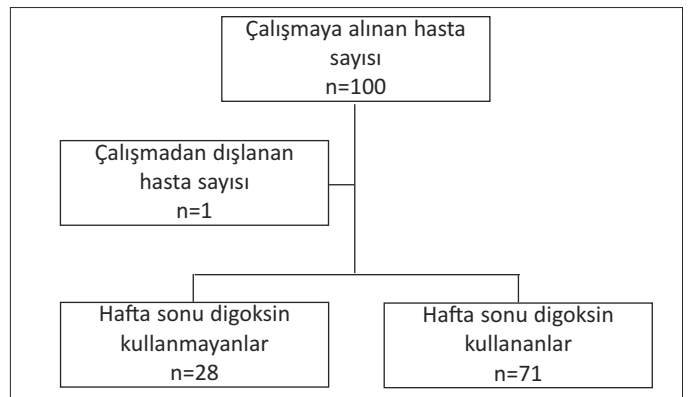 Çalışmaya alınan hasta
sayısı
n=100
Çalışmadan dışlanan
hasta sayısı
n=1
Hafta sonu digoksin
kullanmayanlar
n=28
Hafta sonu digoksin
kullananlar
n=71